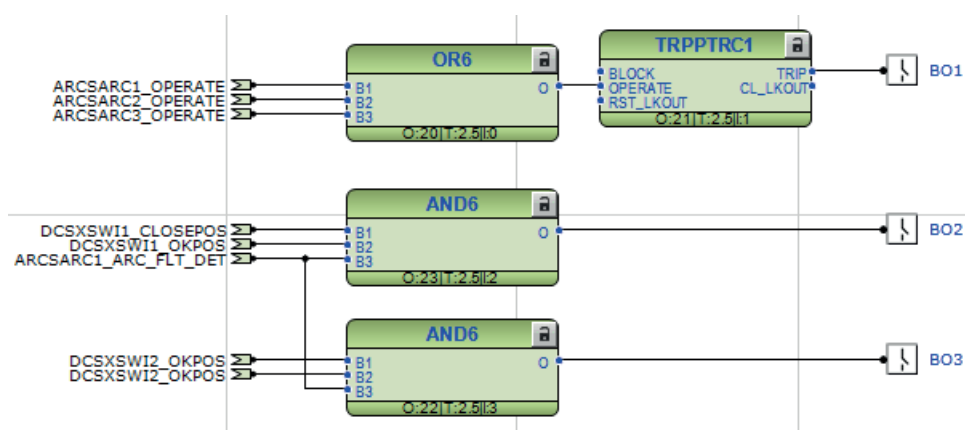 OR6
TRPPTRC1
ARCSARC1_OPERATE
ARCSARC2_OPERATE
ARCSARC3_OPERATE
B1
B2
B3
O
O:20|T:2.5|I:0
BLOCK
OPERATE
RST_LKOUT
TRIP
CL_LKOUT
O:21|T:2.5|I:1
BO1
AND6
DCSXSWI1_CLOSEPOS
DCSXSWI1_OKPOS
ARCSARC1_ARC_FLT_DET
B1
B2
B3
O
O:23|T:2.5|I:2
BO2
AND6
DCSXSWI2_OKPOS
DCSXSWI2_OKPOS
B1
B2
B3
O
O:22|T:2.5|I:3
BO3